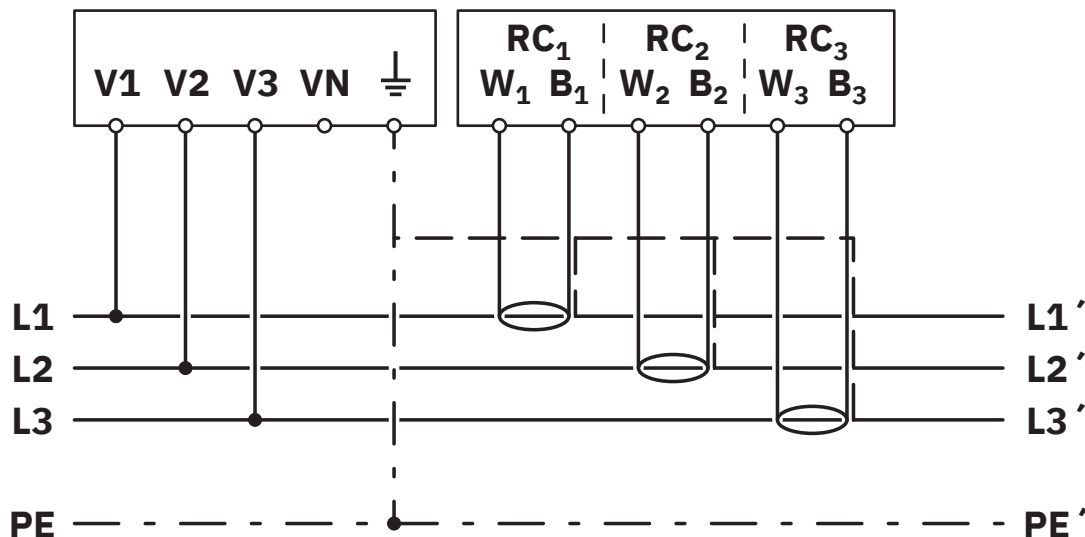 RC₁ RC₂ RC₃
V1 V2 V3 VN W₁ B₁ W₂ B₂ W₃ B₃
L1 L1′
L2 L2′
L3 L3′
PE PE′